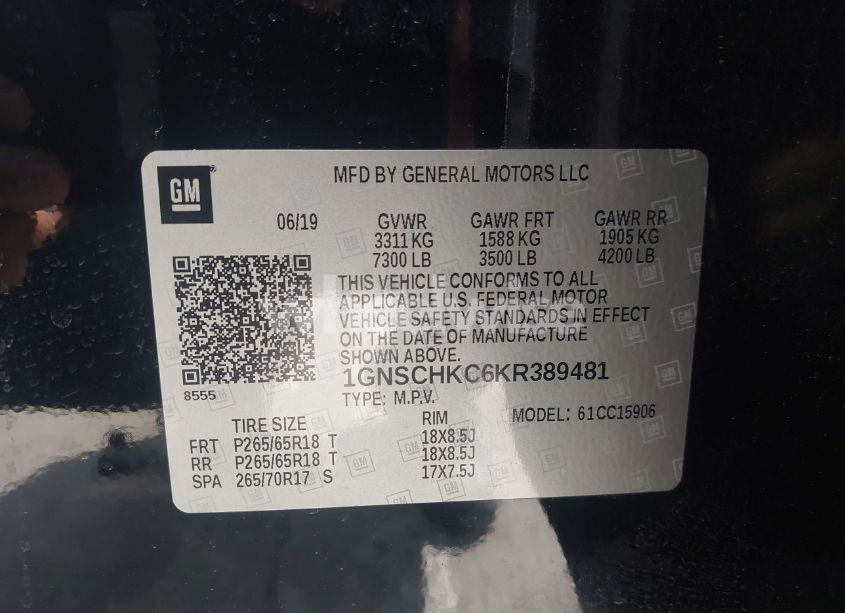 GM
MFD BY GENERAL MOTORS LLC
06/19 GVWR GAWR FRT GAWR RR
3311 KG 1588 KG 1905 KG
7300 LB 3500 LB 4200 LB
THIS VEHICLE CONFORMS TO ALL
APPLICABLE U.S. FEDERAL MOTOR
VEHICLE SAFETY STANDARDS IN EFFECT
ON THE DATE OF MANUFACTURE
SHOWN ABOVE.
1GNSCHKC6KR389481
8555
TYPE: M.P.V.
MODEL: 61CC15906
TIRE SIZE RIM
FRT P265/65R18 T 18X8.5J
RR P265/65R18 T 18X8.5J
SPA 265/70R17 S 17X7.5J